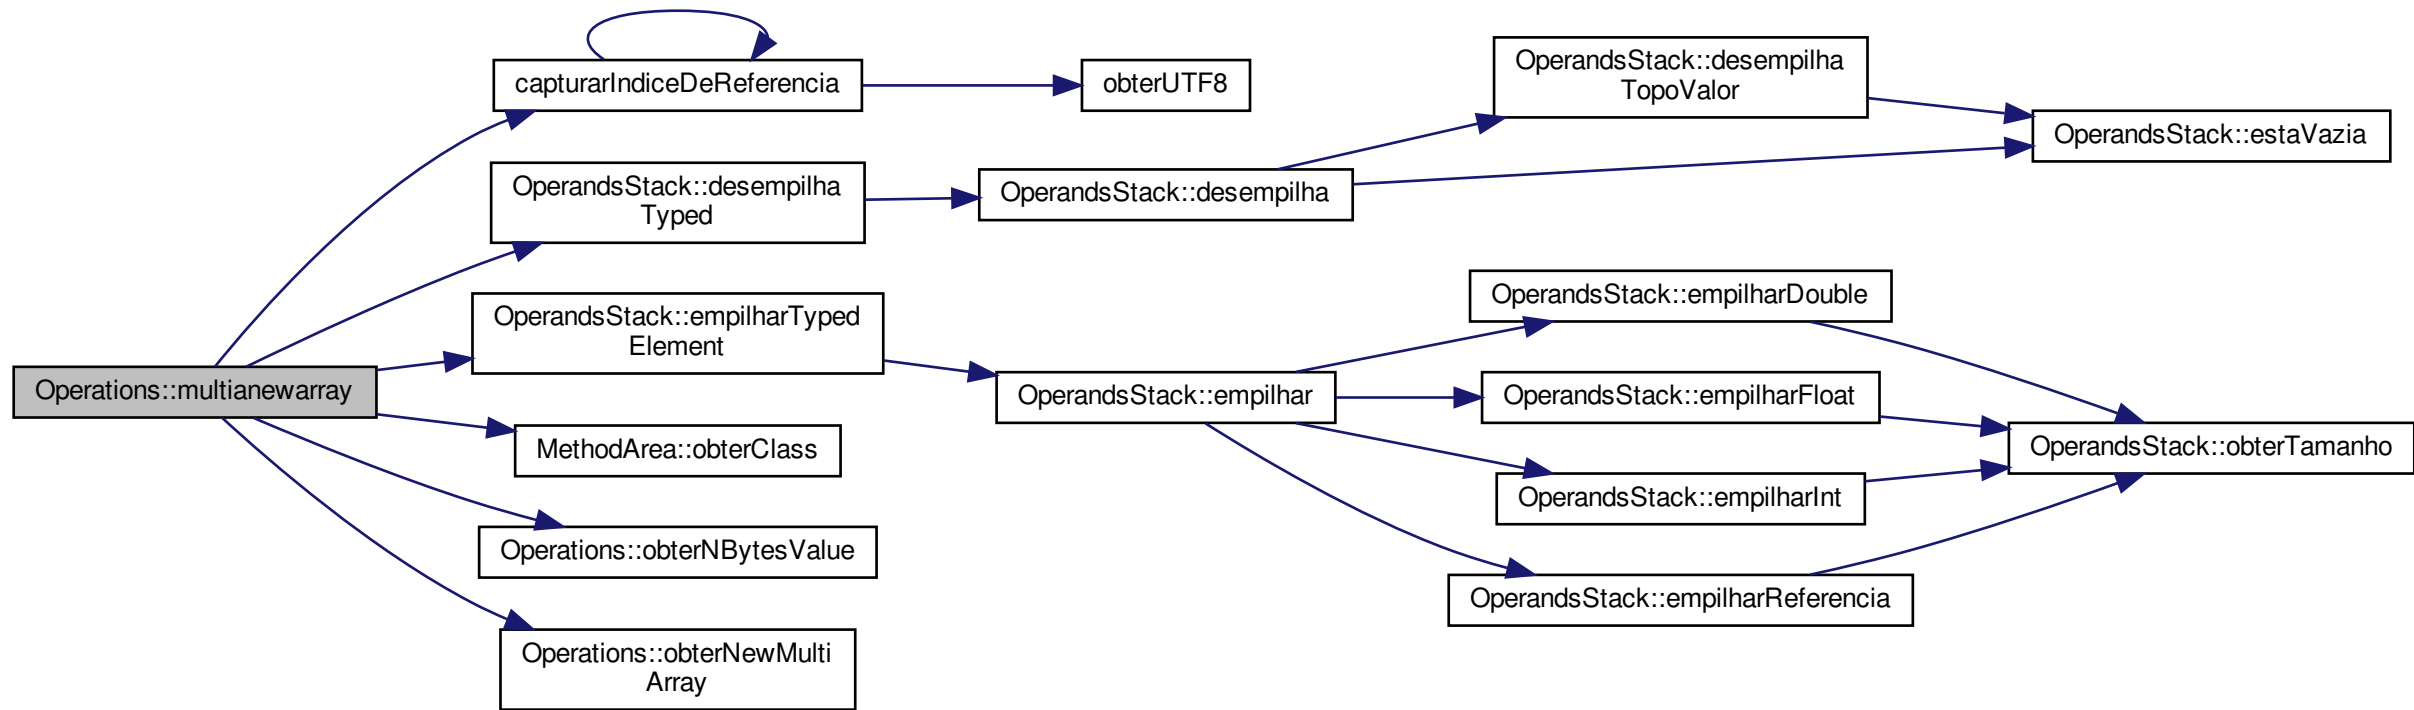 Operations::multianewarray
capturarIndiceDeReferencia
obterUTF8
OperandsStack::desempilha
Typed
OperandsStack::desempilha
OperandsStack::desempilha
TopoValor
OperandsStack::estaVazia
OperandsStack::empilharTyped
Element
OperandsStack::empilhar
OperandsStack::empilharDouble
OperandsStack::empilharFloat
OperandsStack::empilharInt
OperandsStack::empilharReferencia
OperandsStack::obterTamanho
MethodArea::obterClass
Operations::obterNBytesValue
Operations::obterNewMulti
Array